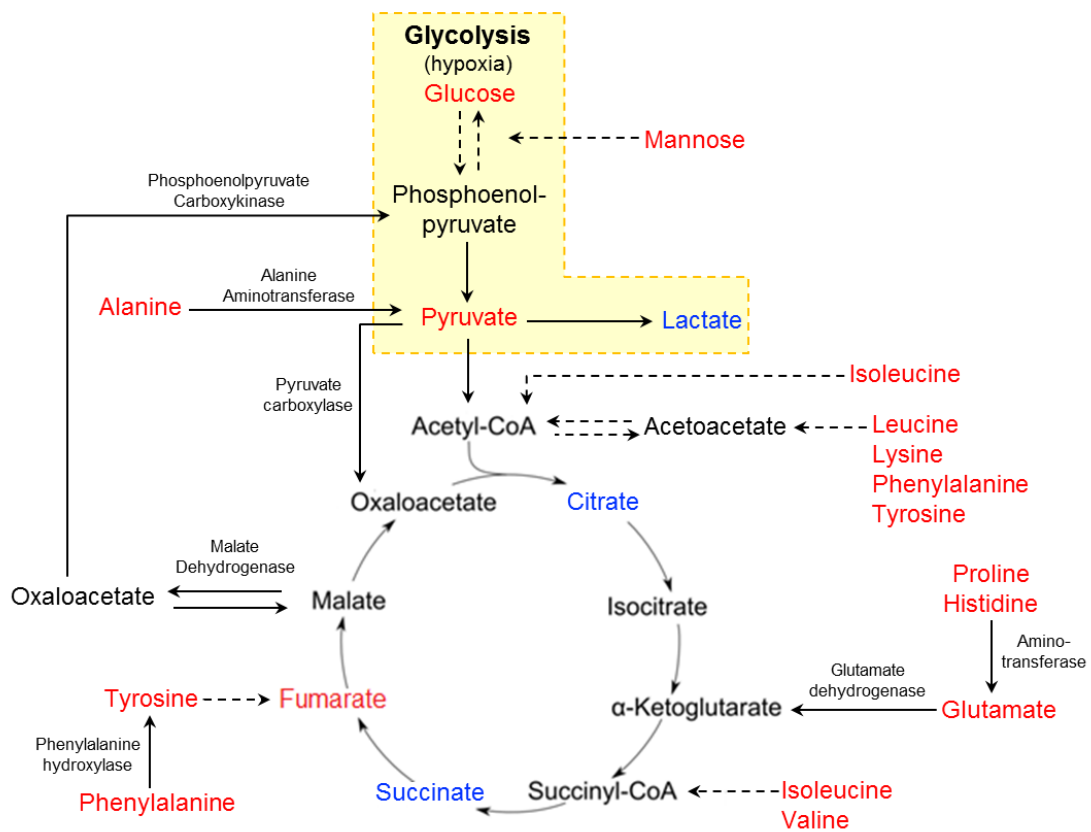 Glycolysis
(hypoxia)
Glucose
Mannose
Phosphoenolpyruvate
Carboxykinase
Phosphoenol-
pyruvate
Alanine
Alanine
Aminotransferase
Pyruvate
Lactate
Pyruvate
carboxylase
Isoleucine
Acetyl-CoA
Acetoacetate
Leucine
Lysine
Phenylalanine
Tyrosine
Oxaloacetate
Citrate
Malate
Dehydrogenase
Oxaloacetate
Malate
Isocitrate
Proline
Histidine
Amino-
transferase
Tyrosine
Fumarate
Glutamate
dehydrogenase
α-Ketoglutarate
Glutamate
Phenylalanine
hydroxylase
Phenylalanine
Succinate
Succinyl-CoA
Isoleucine
Valine